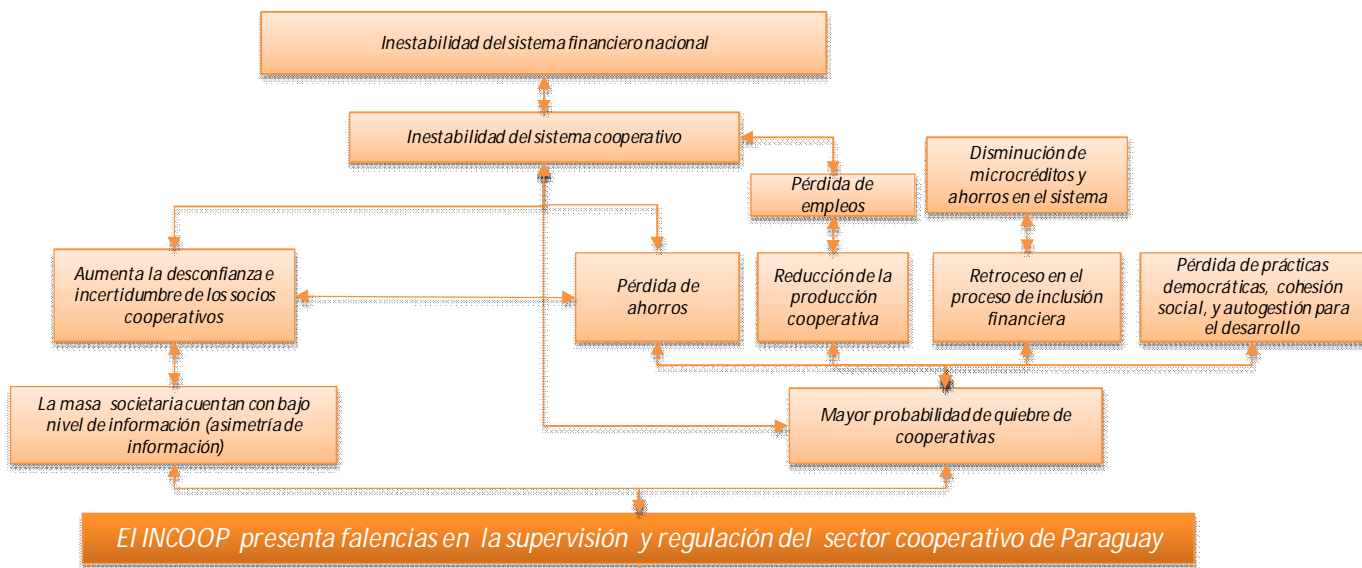 Inestabilidad del sistema financiero nacional
Inestabilidad del sistema cooperativo
Disminución de
microcréditos y
ahorros en el sistema
Pérdida de
empleos
Aumenta la desconfianza e
incertidumbre de los socios
cooperativos
Pérdida de
ahorros
Reducción de la
producción
cooperativa
Retroceso en el
proceso de inclusión
financiera
Pérdida de prácticas
democráticas, cohesión
social, y autogestión para
el desarrollo
La masa societaria cuentan con bajo
nivel de información (asimetría de
información)
Mayor probabilidad de quiebre de
cooperativas
El INCOOP presenta falencias en la supervisión y regulación del sector cooperativo de Paraguay